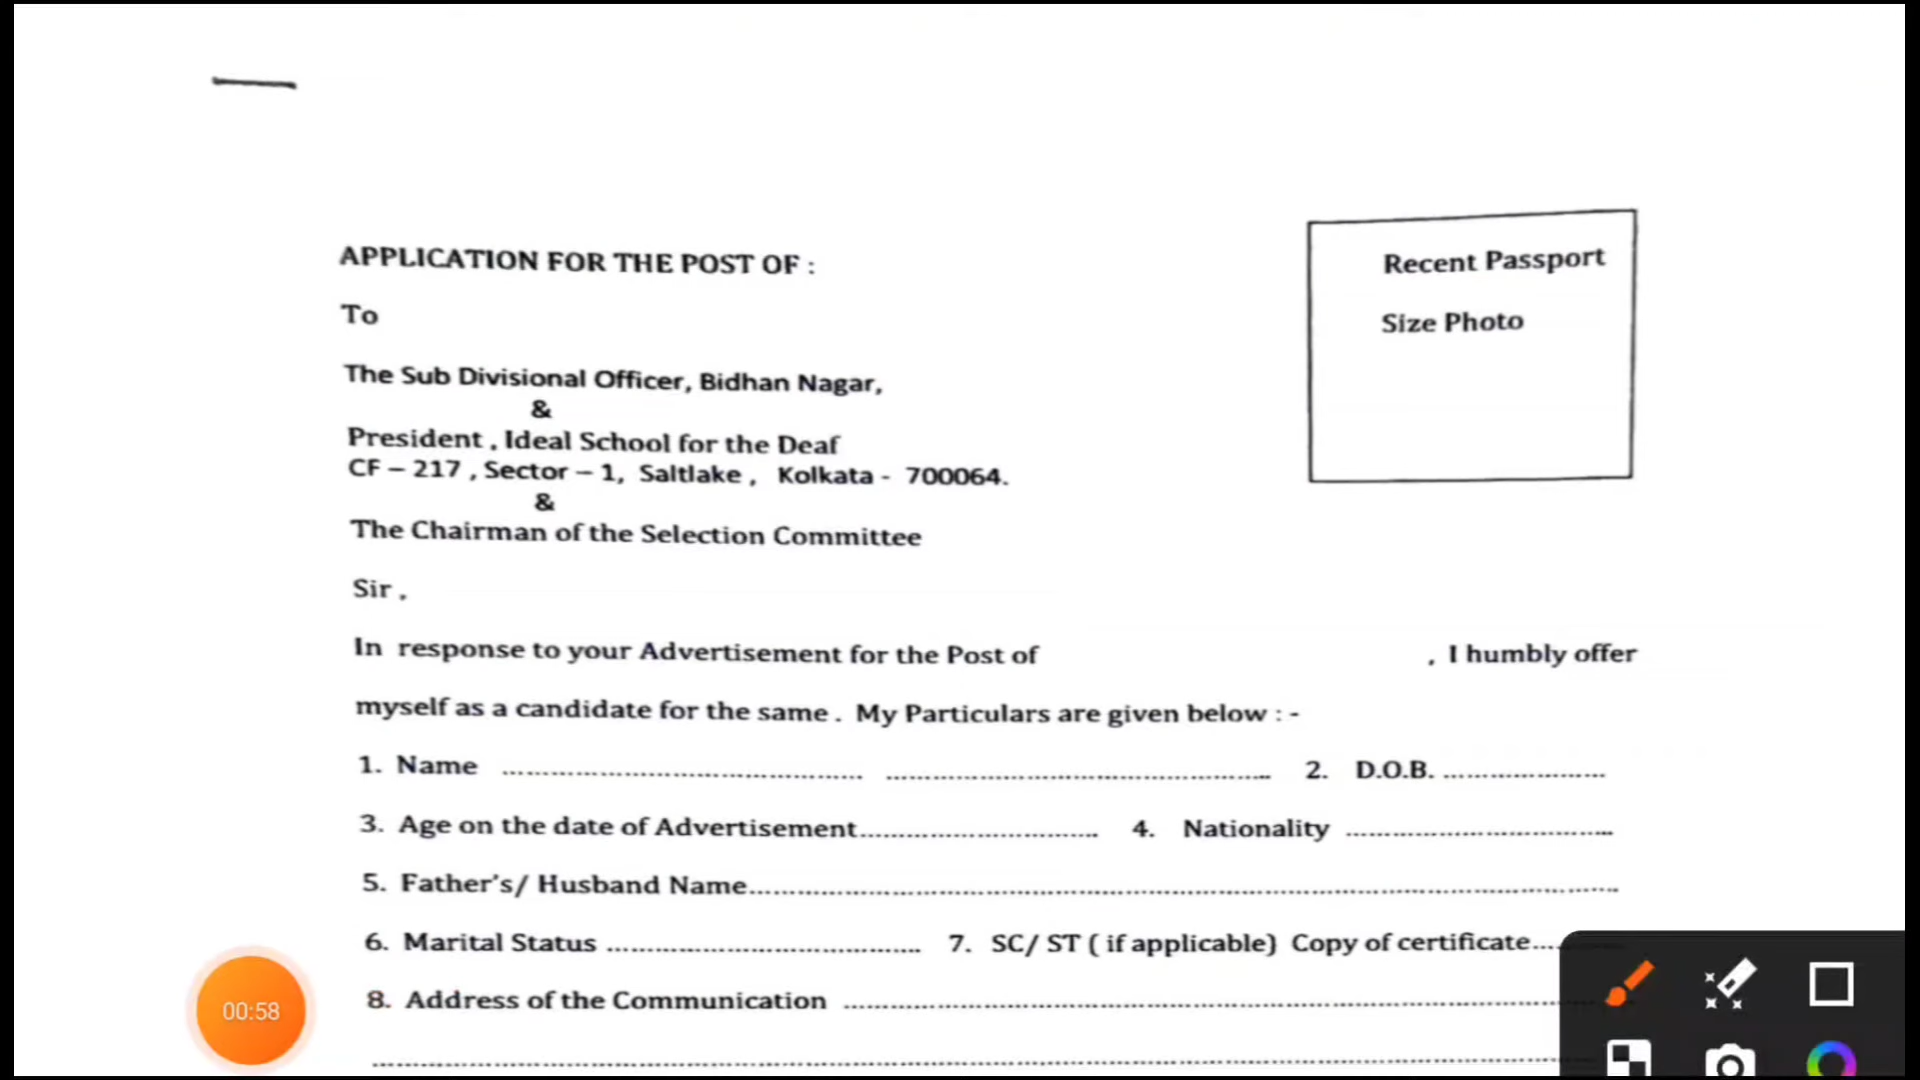 APPLICATION FOR THE POST OF :
Recent Passport
Size Photo
To
The Sub Divisional Officer, Bidhan Nagar,
&
President , Ideal School for the Deaf
CF – 217 , Sector – 1, Saltlake , Kolkata - 700064.
&
The Chairman of the Selection Committee
Sir ,
In response to your Advertisement for the Post of , I humbly offer
myself as a candidate for the same . My Particulars are given below : -
1. Name ................................................ ................................................ 2. D.O.B. ......................
3. Age on the date of Advertisement.............................. 4. Nationality ..................................
5. Father's/ Husband Name................................................................................
6. Marital Status ........................................ 7. SC/ ST ( if applicable) Copy of certificate...
8. Address of the Communication ................................................................................
................................................................................
00:58